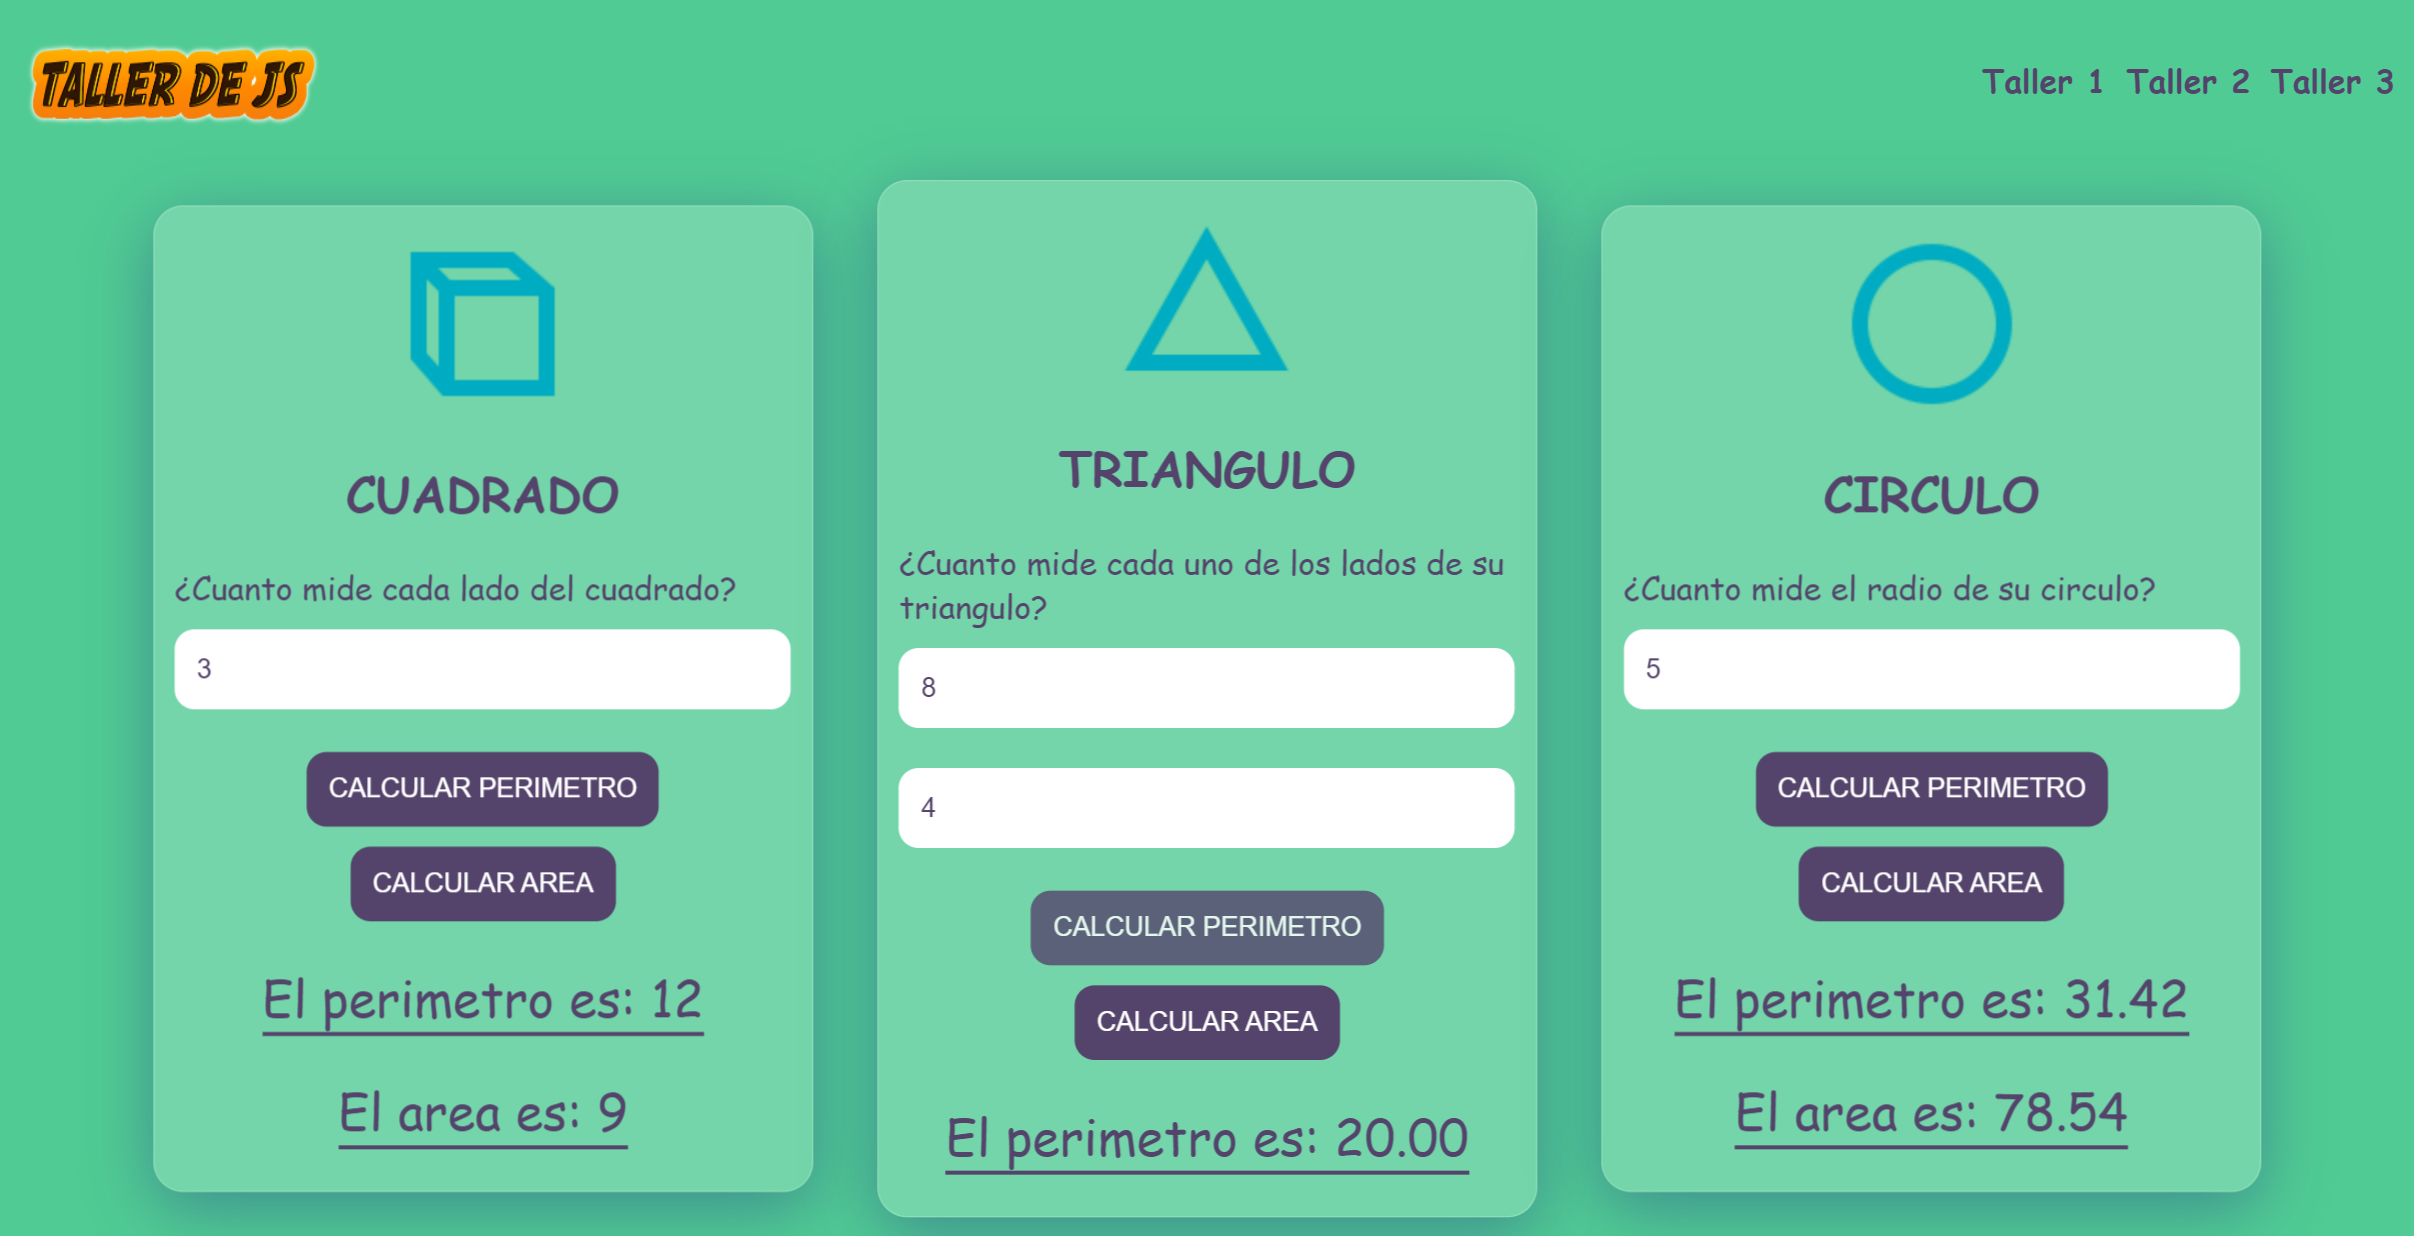 TALLER DE JS
Taller 1 Taller 2 Taller 3
CUADRADO
¿Cuanto mide cada lado del cuadrado?
3
CALCULAR PERIMETRO
CALCULAR AREA
El perimetro es: 12
El area es: 9
TRIANGULO
¿Cuanto mide cada uno de los lados de su
triangulo?
8
4
CALCULAR PERIMETRO
CALCULAR AREA
El perimetro es: 20.00
CIRCULO
¿Cuanto mide el radio de su circulo?
5
CALCULAR PERIMETRO
CALCULAR AREA
El perimetro es: 31.42
El area es: 78.54